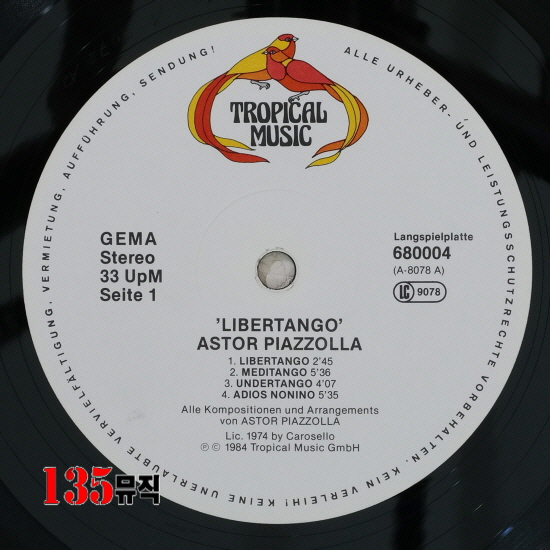 ALLE URHEBER- UND LEISTUNGSSCHUTZRECHTE VORBEHALTEN. KEIN VERLEIH! KEINE UNERLAUBTE VERVIELFÄLTIGUNG, VERMIETUNG, AUFFÜHRUNG, SENDUNG!
TROPICAL
MUSIC
GEMA
Stereo
33 UpM
Seite 1
Langspielplatte
680004
(A-8078 A)
LC 9078
'LIBERTANGO'
ASTOR PIAZZOLLA
1. LIBERTANGO 2'45
2. MEDITANGO 5'36
3. UNDERTANGO 4'07
4. ADIOS NONINO 5'35
Alle Kompositionen und Arrangements
von ASTOR PIAZZOLLA
Lic. 1974 by Carosello
℗ © 1984 Tropical Music GmbH
135뮤직